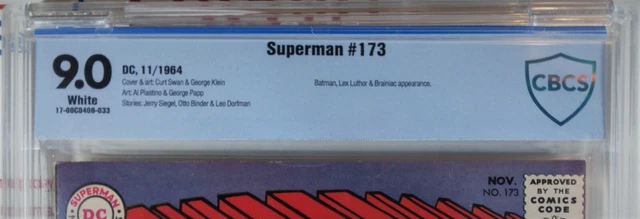 Superman #173
9.0
White
17-08C0408-033
DC, 11/1964
Cover & art: Curt Swan & George Klein
Art: Al Plastino & George Papp
Stories: Jerry Siegel, Otto Binder & Leo Dorfman
Batman, Lex Luthor & Brainiac appearance.
CBCS
SUPERMAN
DC
NOV.
NO. 173
APPROVED
BY THE
COMICS
CODE